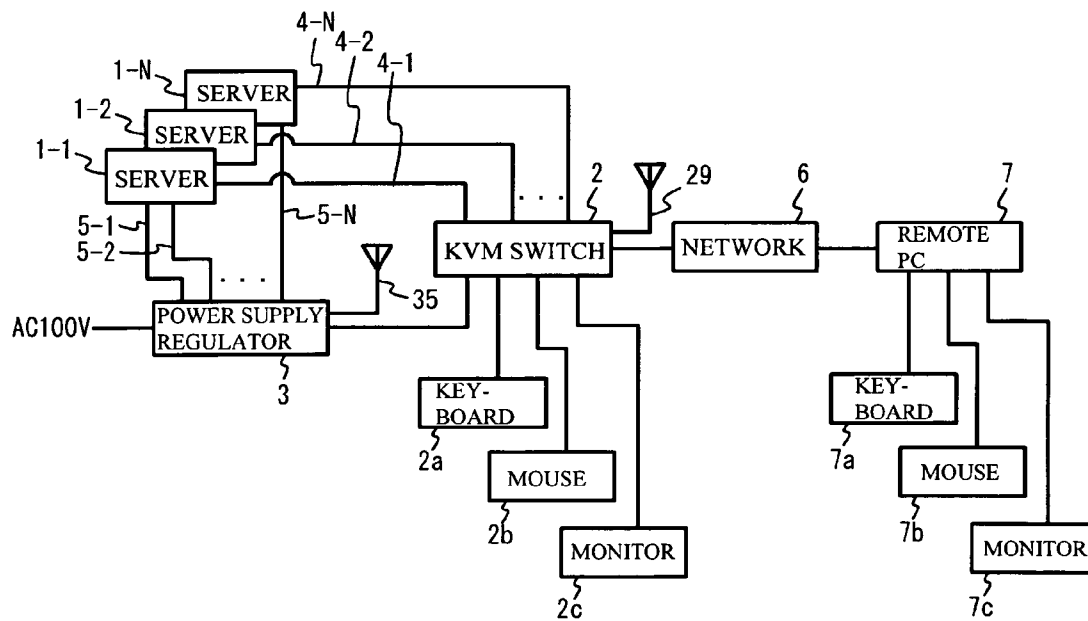 4-N
4-2
4-1
1-N
SERVER
1-2
SERVER
1-1
SERVER
2
29
6
7
5-1
5-2
5-N
. . . .
. . . .
KVM SWITCH
NETWORK
REMOTE
PC
35
AC100V
POWER SUPPLY
REGULATOR
3
KEY-
BOARD
2a
KEY-
BOARD
7a
MOUSE
2b
MOUSE
7b
MONITOR
2c
MONITOR
7c